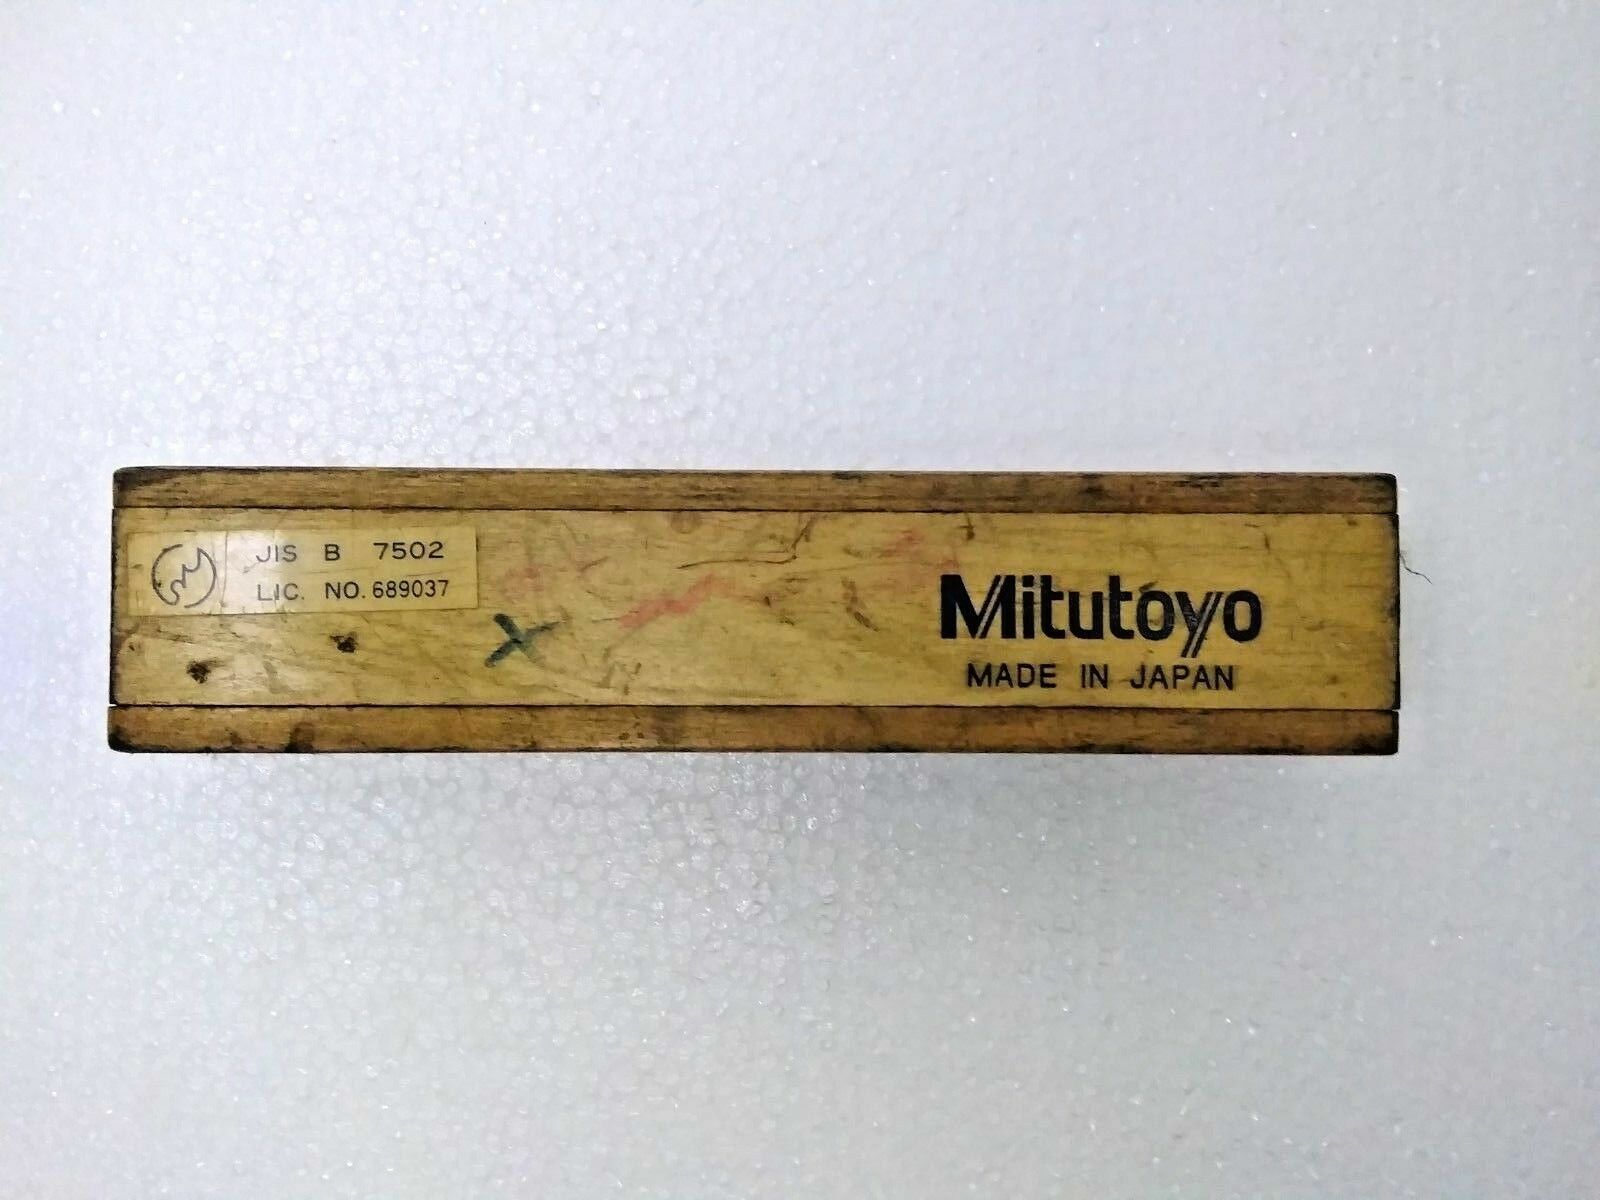 JIS B 7502
LIC. NO. 689037
X
Mitutoyo
MADE IN JAPAN